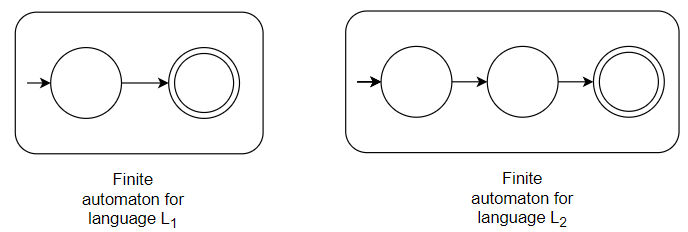 Finite
automaton for
language L₁
Finite
automaton for
language L₂